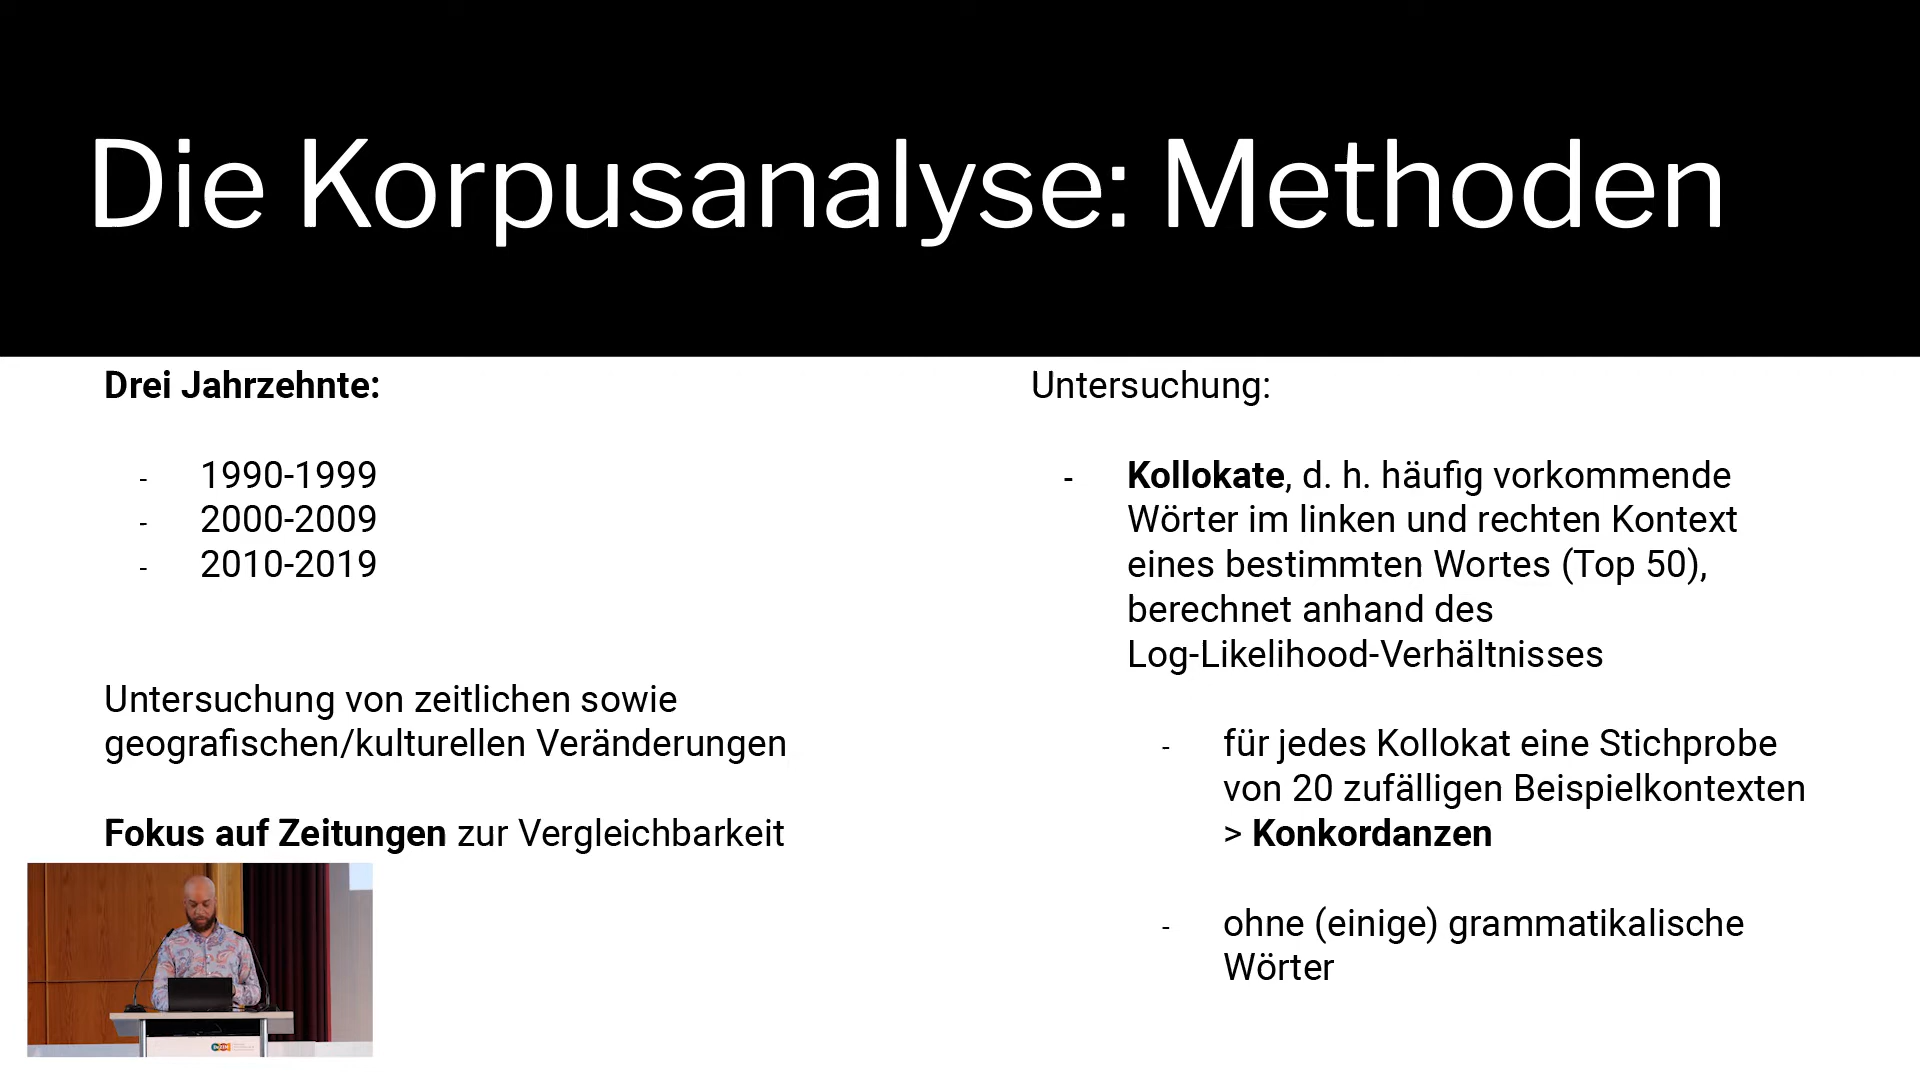 Die Korpusanalyse: Methoden
Drei Jahrzehnte:
- 1990-1999
- 2000-2009
- 2010-2019
Untersuchung von zeitlichen sowie
geografischen/kulturellen Veränderungen
Fokus auf Zeitungen zur Vergleichbarkeit
Untersuchung:
- Kollokate, d. h. häufig vorkommende
Wörter im linken und rechten Kontext
eines bestimmten Wortes (Top 50),
berechnet anhand des
Log-Likelihood-Verhältnisses
- für jedes Kollokat eine Stichprobe
von 20 zufälligen Beispielkontexten
> Konkordanzen
- ohne (einige) grammatikalische
Wörter